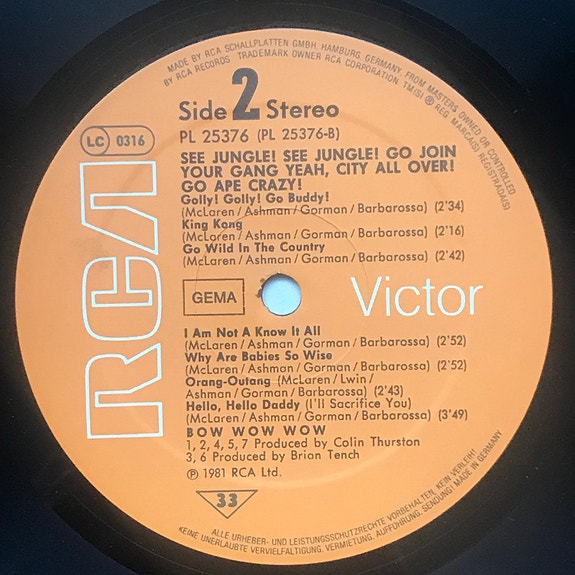 MADE BY RCA SCHALLPLATTEN GMBH, HAMBURG, GERMANY, FROM MASTERS OWNED OR CONTROLLED
BY RCA RECORDS TRADEMARK OWNER RCA CORPORATION. TM(S) ® REG. MARCA(S) REGISTRADA(S)
Side 2 Stereo
PL 25376 (PL 25376-B)
LC 0316
SEE JUNGLE! SEE JUNGLE! GO JOIN
YOUR GANG YEAH, CITY ALL OVER!
GO APE CRAZY!
Golly! Golly! Go Buddy!
(McLaren/Ashman/Gorman/Barbarossa) (2'34)
King Kong
(McLaren/Ashman/Gorman/Barbarossa) (2'16)
Go Wild In The Country
(McLaren/Ashman/Gorman/Barbarossa) (2'42)
RCA
GEMA
Victor
I Am Not A Know It All
(McLaren/Ashman/Gorman/Barbarossa) (2'52)
Why Are Babies So Wise
(McLaren/Ashman/Gorman/Barbarossa) (2'52)
Orang-Outang (McLaren/Lwin/
Ashman/Gorman/Barbarossa) (2'43)
Hello, Hello Daddy (I'll Sacrifice You)
(McLaren/Ashman/Gorman/Barbarossa) (3'49)
BOW WOW WOW
1, 2, 4, 5, 7 Produced by Colin Thurston
3, 6 Produced by Brian Tench
℗ 1981 RCA Ltd.
33
ALLE URHEBER- UND LEISTUNGSSCHUTZRECHTE VORBEHALTEN, KEIN VERLEIH!
KEINE UNERLAUBTE VERVIELFÄLTIGUNG, VERMIETUNG, AUFFÜHRUNG, SENDUNG! MADE IN GERMANY